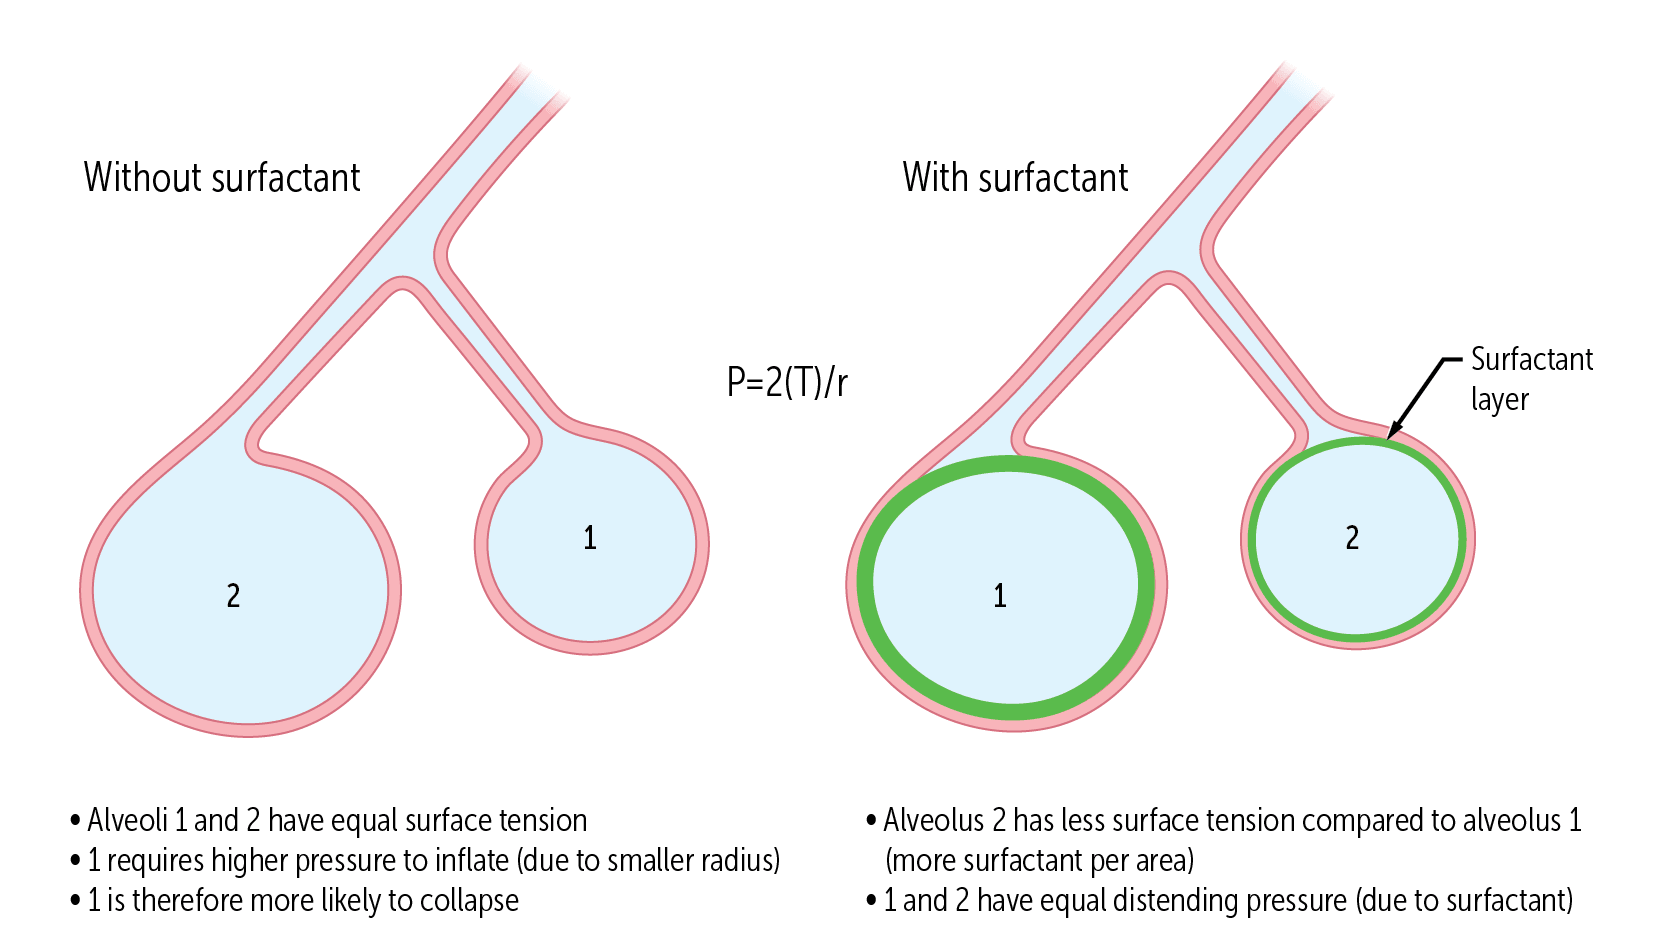 Without surfactant
With surfactant
P=2(T)/r
Surfactant
layer
2
1
1
2
• Alveoli 1 and 2 have equal surface tension
• 1 requires higher pressure to inflate (due to smaller radius)
• 1 is therefore more likely to collapse
• Alveolus 2 has less surface tension compared to alveolus 1
(more surfactant per area)
• 1 and 2 have equal distending pressure (due to surfactant)